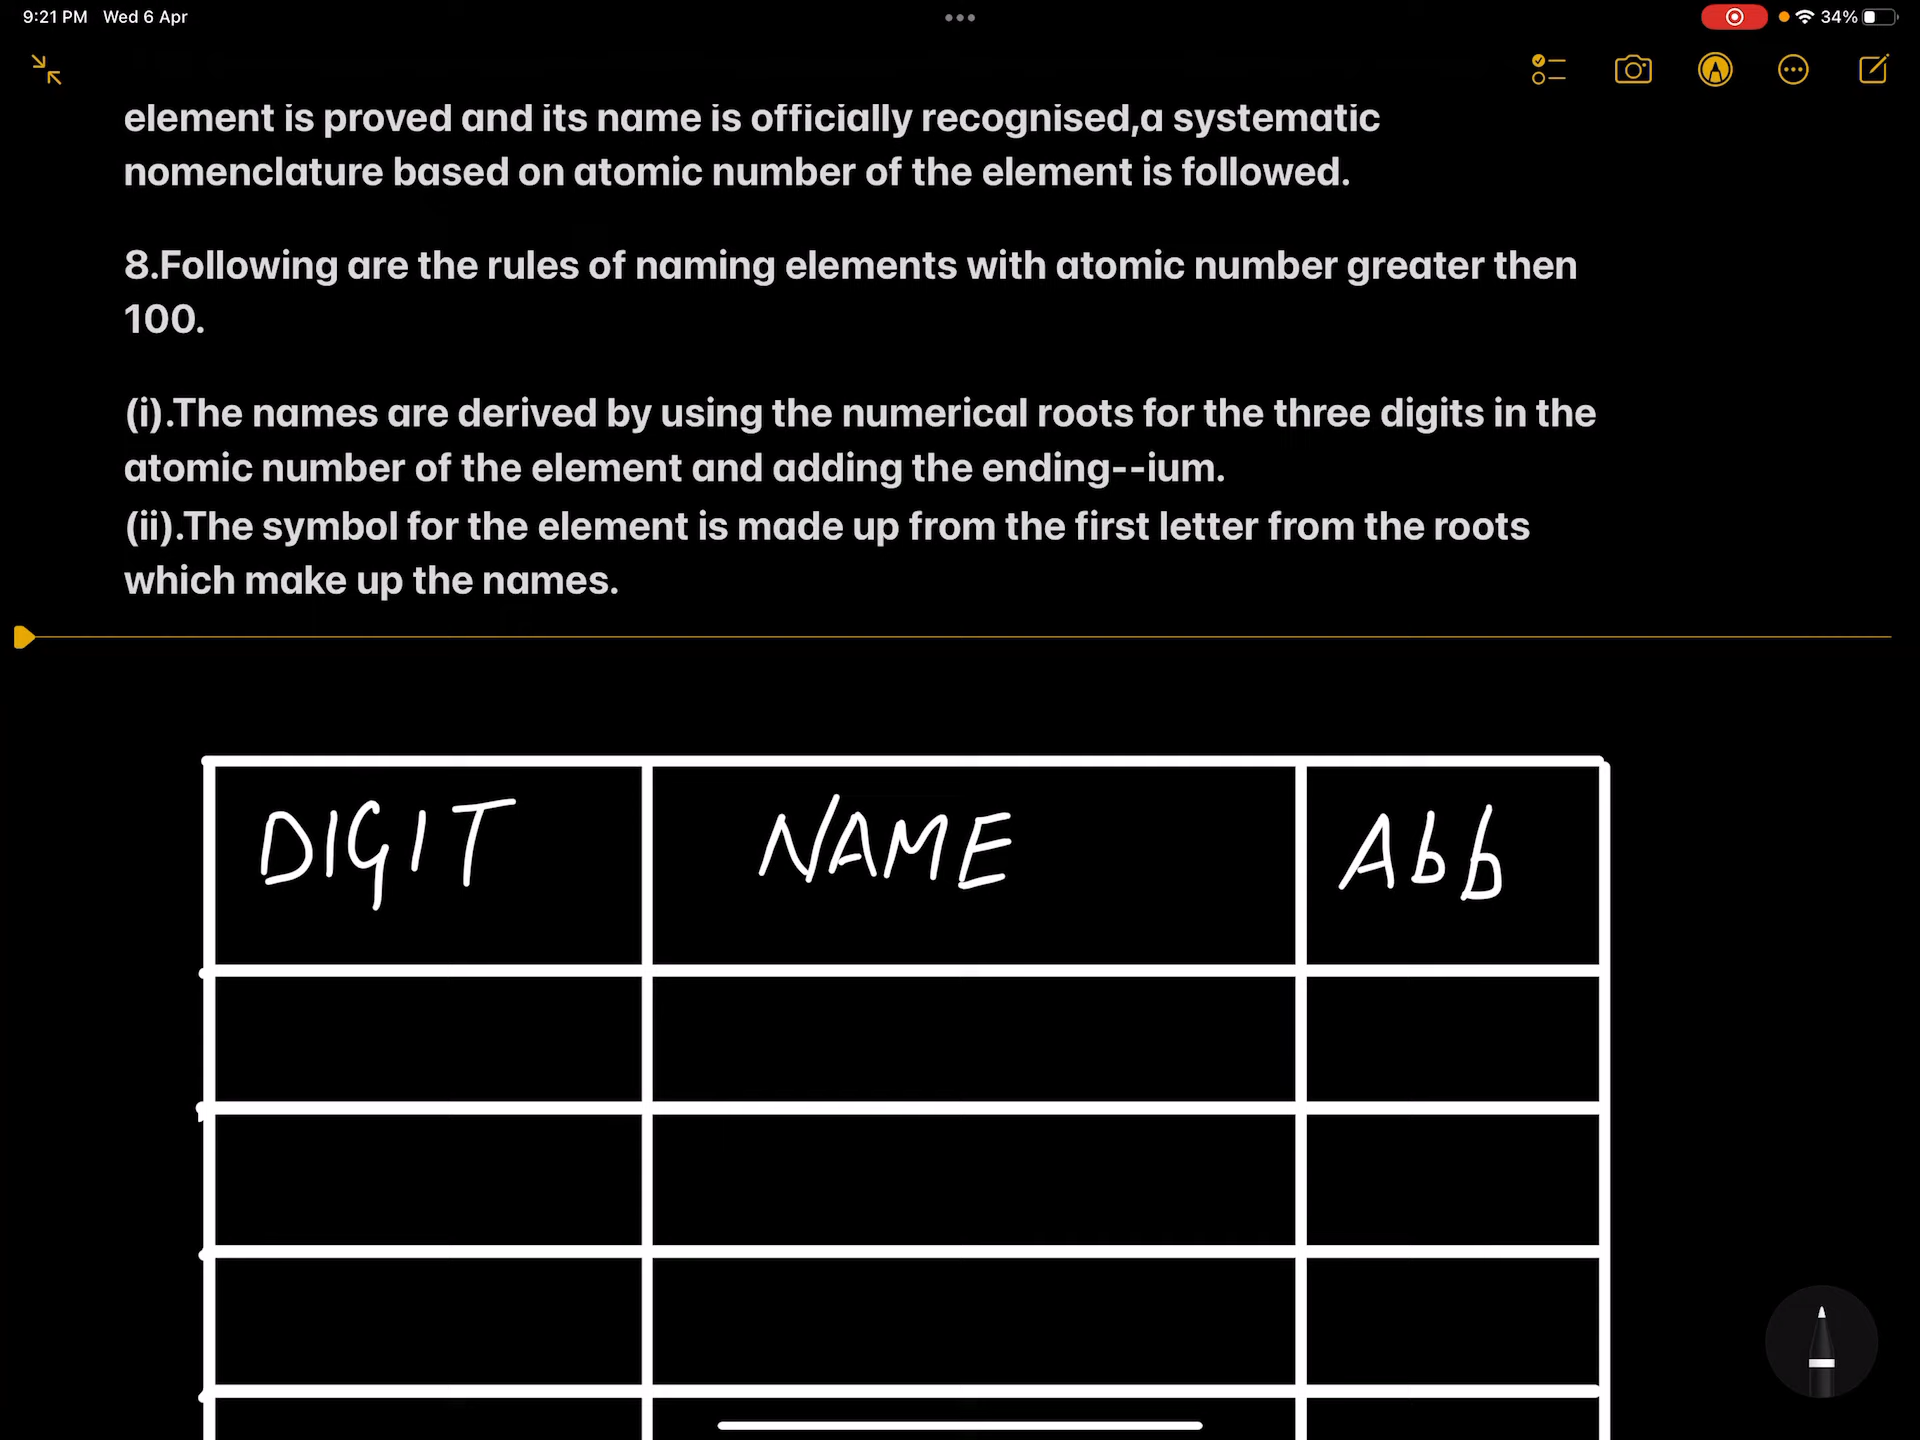 9:21 PM Wed 6 Apr
34%
element is proved and its name is officially recognised,a systematic
nomenclature based on atomic number of the element is followed.
8.Following are the rules of naming elements with atomic number greater then
100.
(i).The names are derived by using the numerical roots for the three digits in the
atomic number of the element and adding the ending--ium.
(ii).The symbol for the element is made up from the first letter from the roots
which make up the names.
DIGIT NAME Abb